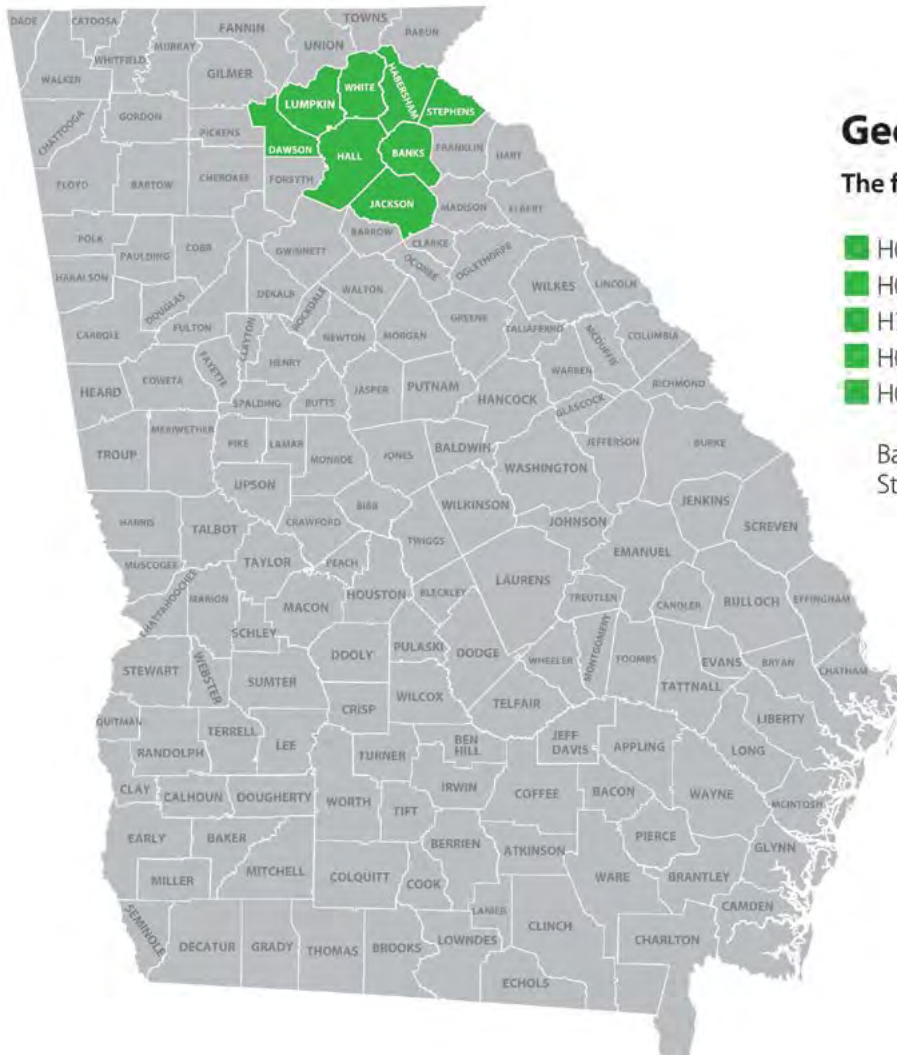 TOWNS
DADE
CATOOSA
FANNIN
RABUN
MURRAY
UNION
WHITFIELD
WALKER
GILMER
WHITE
HABERSHAM
LUMPKIN
STEPHENS
CHATTOOGA
GORDON
PICKENS
DAWSON
HALL
BANKS
FRANKLIN
HART
FLOYD
BARTOW
CHEROKEE
FORSYTH
JACKSON
MADISON
ELBERT
POLK
BARROW
CLARKE
PAULDING
COBB
GWINNETT
OCONEE
OGLETHORPE
HARALSON
WILKES
LINCOLN
DEKALB
WALTON
DOUGLAS
ROCKDALE
GREENE
FULTON
CLAYTON
TALIAFERRO
MCDUFFIE
COLUMBIA
CARROLL
NEWTON
MORGAN
HENRY
FAYETTE
WARREN
HEARD
COWETA
JASPER
PUTNAM
RICHMOND
SPALDING
BUTTS
HANCOCK
GLASCOCK
MERIWETHER
TROUP
PIKE
LAMAR
MONROE
JONES
BALDWIN
JEFFERSON
BURKE
WASHINGTON
UPSON
JENKINS
BIBB
WILKINSON
HARRIS
TALBOT
CRAWFORD
JOHNSON
SCREVEN
TWIGGS
EMANUEL
MUSCOGEE
TAYLOR
PEACH
LAURENS
CHATTAHOOCHEE
MARION
MACON
HOUSTON
BLECKLEY
TREUTLEN
CANDLER
BULLOCH
EFFINGHAM
SCHLEY
DOOLY
PULASKI
DODGE
MONTGOMERY
STEWART
WEBSTER
WHEELER
TOOMBS
EVANS
BRYAN
CHATHAM
SUMTER
TATTNALL
WILCOX
TELFAIR
CRISP
QUITMAN
TERRELL
LIBERTY
RANDOLPH
LEE
TURNER
BEN
HILL
JEFF
DAVIS
APPLING
LONG
CLAY
CALHOUN
DOUGHERTY
WORTH
TIFT
IRWIN
COFFEE
BACON
WAYNE
MCINTOSH
EARLY
BAKER
BERRIEN
ATKINSON
PIERCE
GLYNN
MILLER
MITCHELL
COLQUITT
COOK
WARE
BRANTLEY
LANIER
CAMDEN
SEMINOLE
DECATUR
GRADY
THOMAS
BROOKS
LOWNDES
CLINCH
CHARLTON
ECHOLS
The f
Ba
St